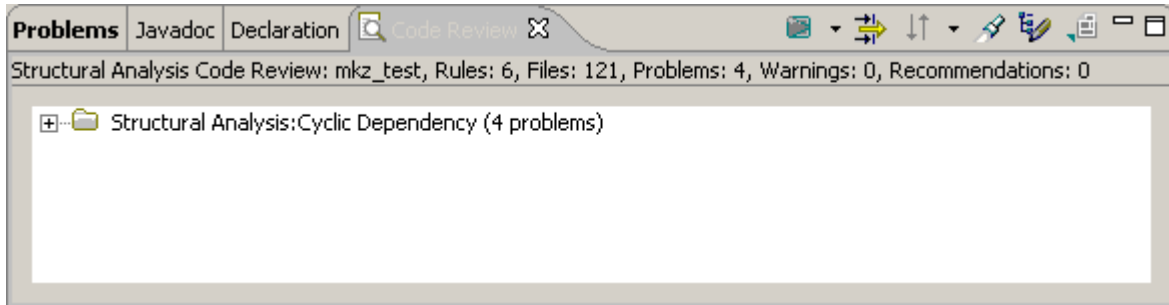 Problems Javadoc Declaration Code Review
Structural Analysis Code Review: mkz_test, Rules: 6, Files: 121, Problems: 4, Warnings: 0, Recommendations: 0
Structural Analysis:Cyclic Dependency (4 problems)